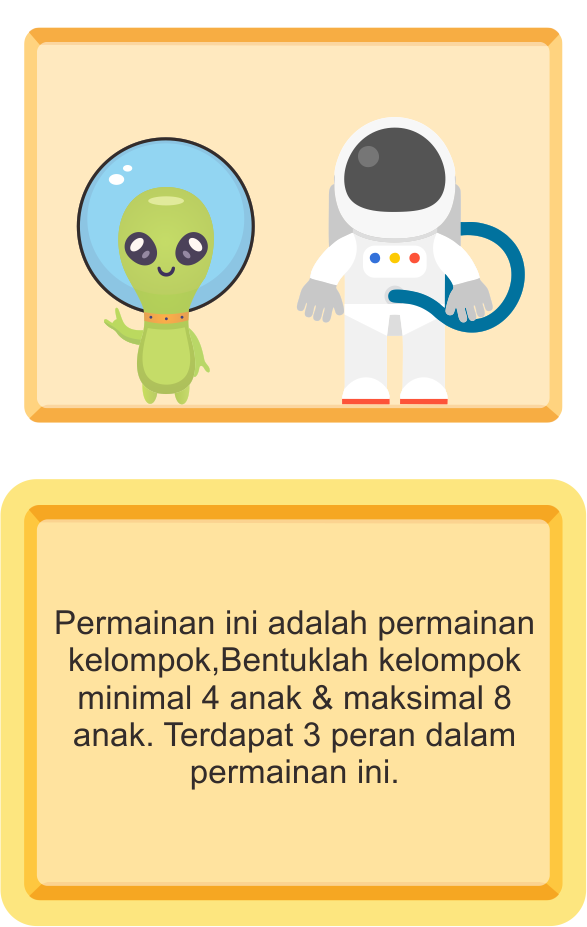 Permainan ini adalah permainan
kelompok,Bentuklah kelompok
minimal 4 anak & maksimal 8
anak. Terdapat 3 peran dalam
permainan ini.